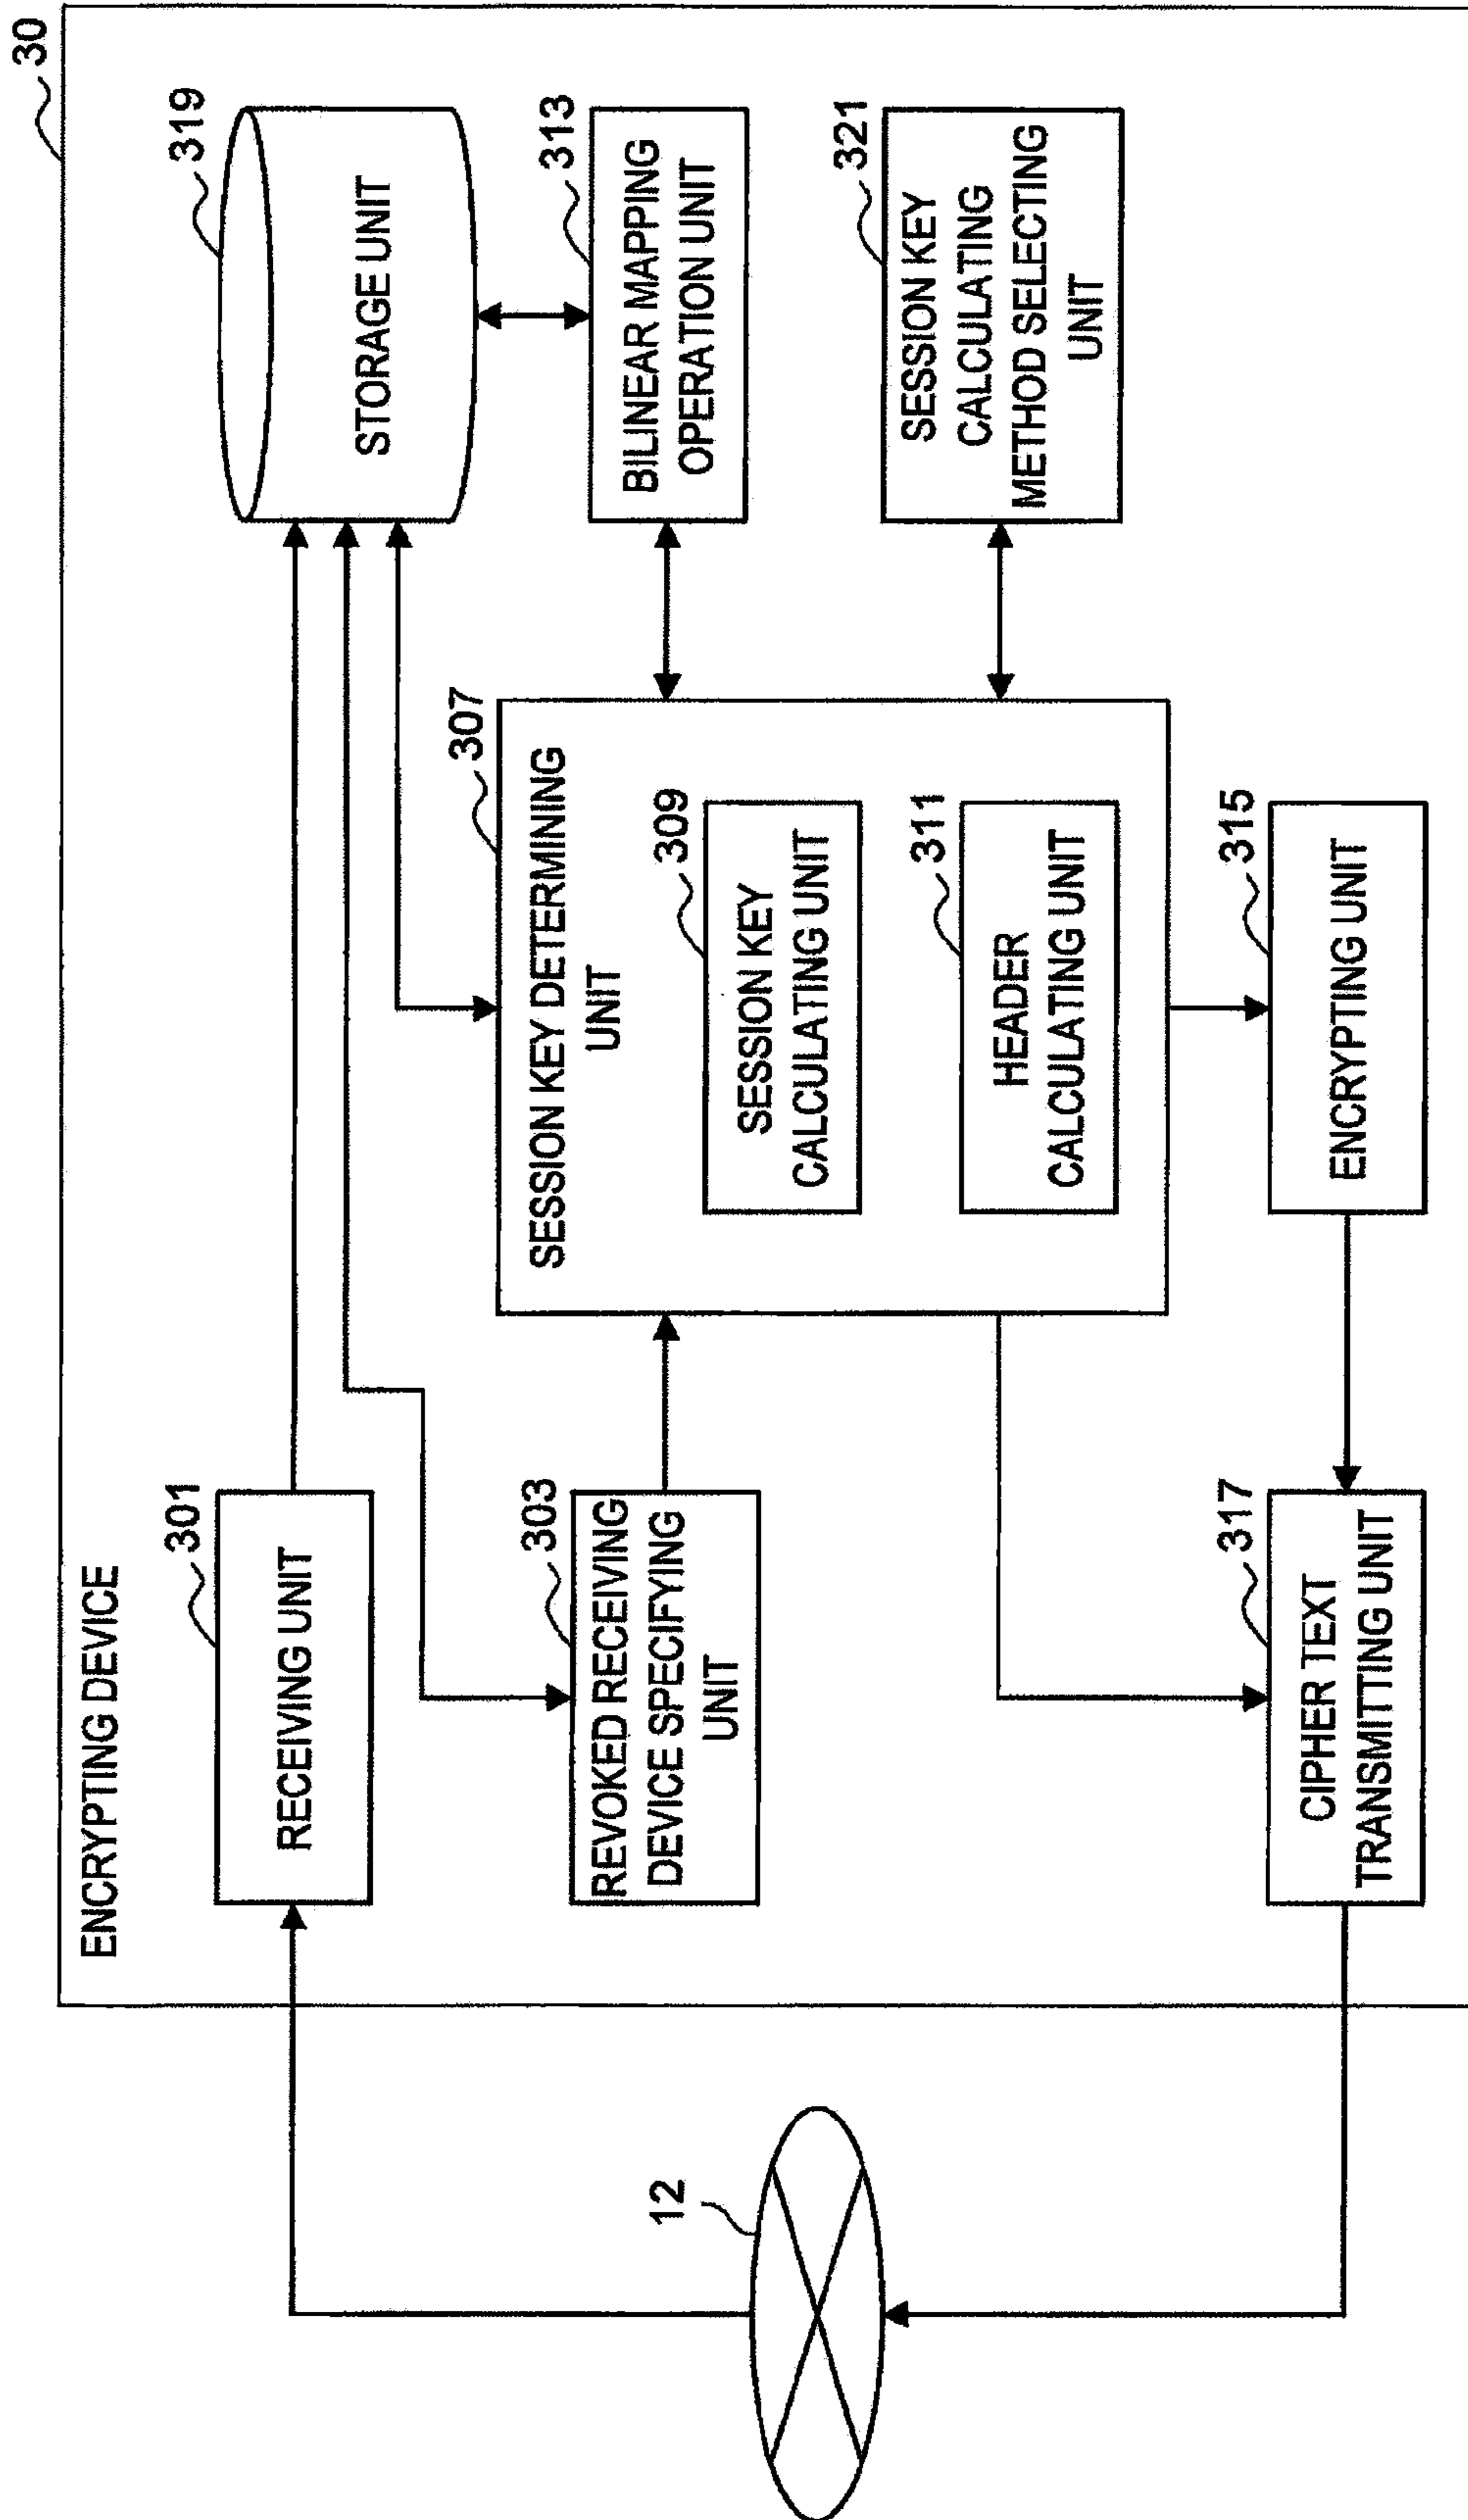 30
ENCRYPTING DEVICE
301
RECEIVING UNIT
319
STORAGE UNIT
303
REVOKED RECEIVING
DEVICE SPECIFYING
UNIT
307
SESSION KEY DETERMINING
UNIT
309
SESSION KEY
CALCULATING UNIT
311
HEADER
CALCULATING UNIT
313
BILINEAR MAPPING
OPERATION UNIT
321
SESSION KEY
CALCULATING
METHOD SELECTING
UNIT
12
317
CIPHER TEXT
TRANSMITTING UNIT
315
ENCRYPTING UNIT